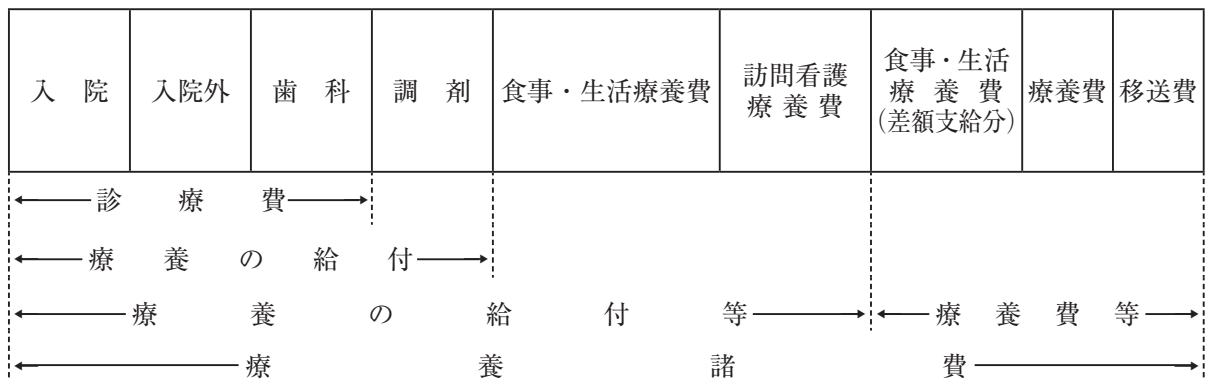 入院
入院外
歯科
調剤
食事・生活療養費
訪問看護
療養費
食事・生活
療養費
(差額支給分)
療養費
移送費
診療費
療養の給付
療養の給付等
療養費等
療養諸費